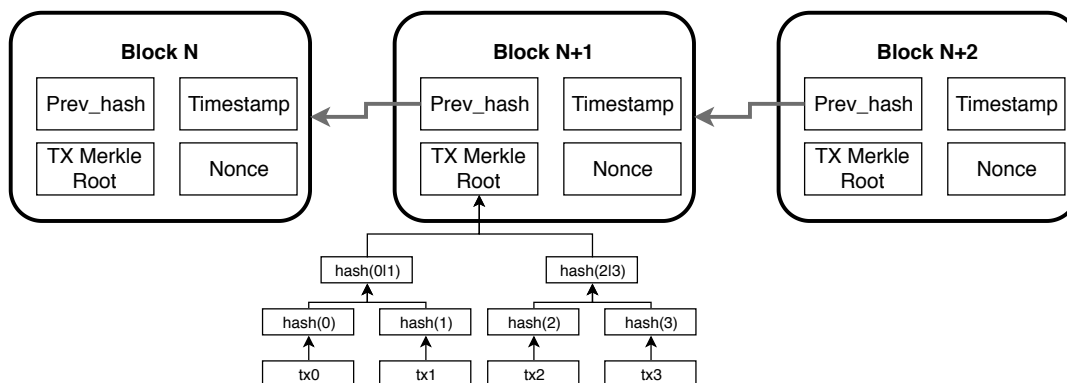 Block N
Block N+1
Block N+2
Prev_hash
Timestamp
Prev_hash
Timestamp
Prev_hash
Timestamp
TX Merkle
Root
Nonce
TX Merkle
Root
Nonce
TX Merkle
Root
Nonce
hash(0|1)
hash(2|3)
hash(0)
hash(1)
hash(2)
hash(3)
tx0
tx1
tx2
tx3